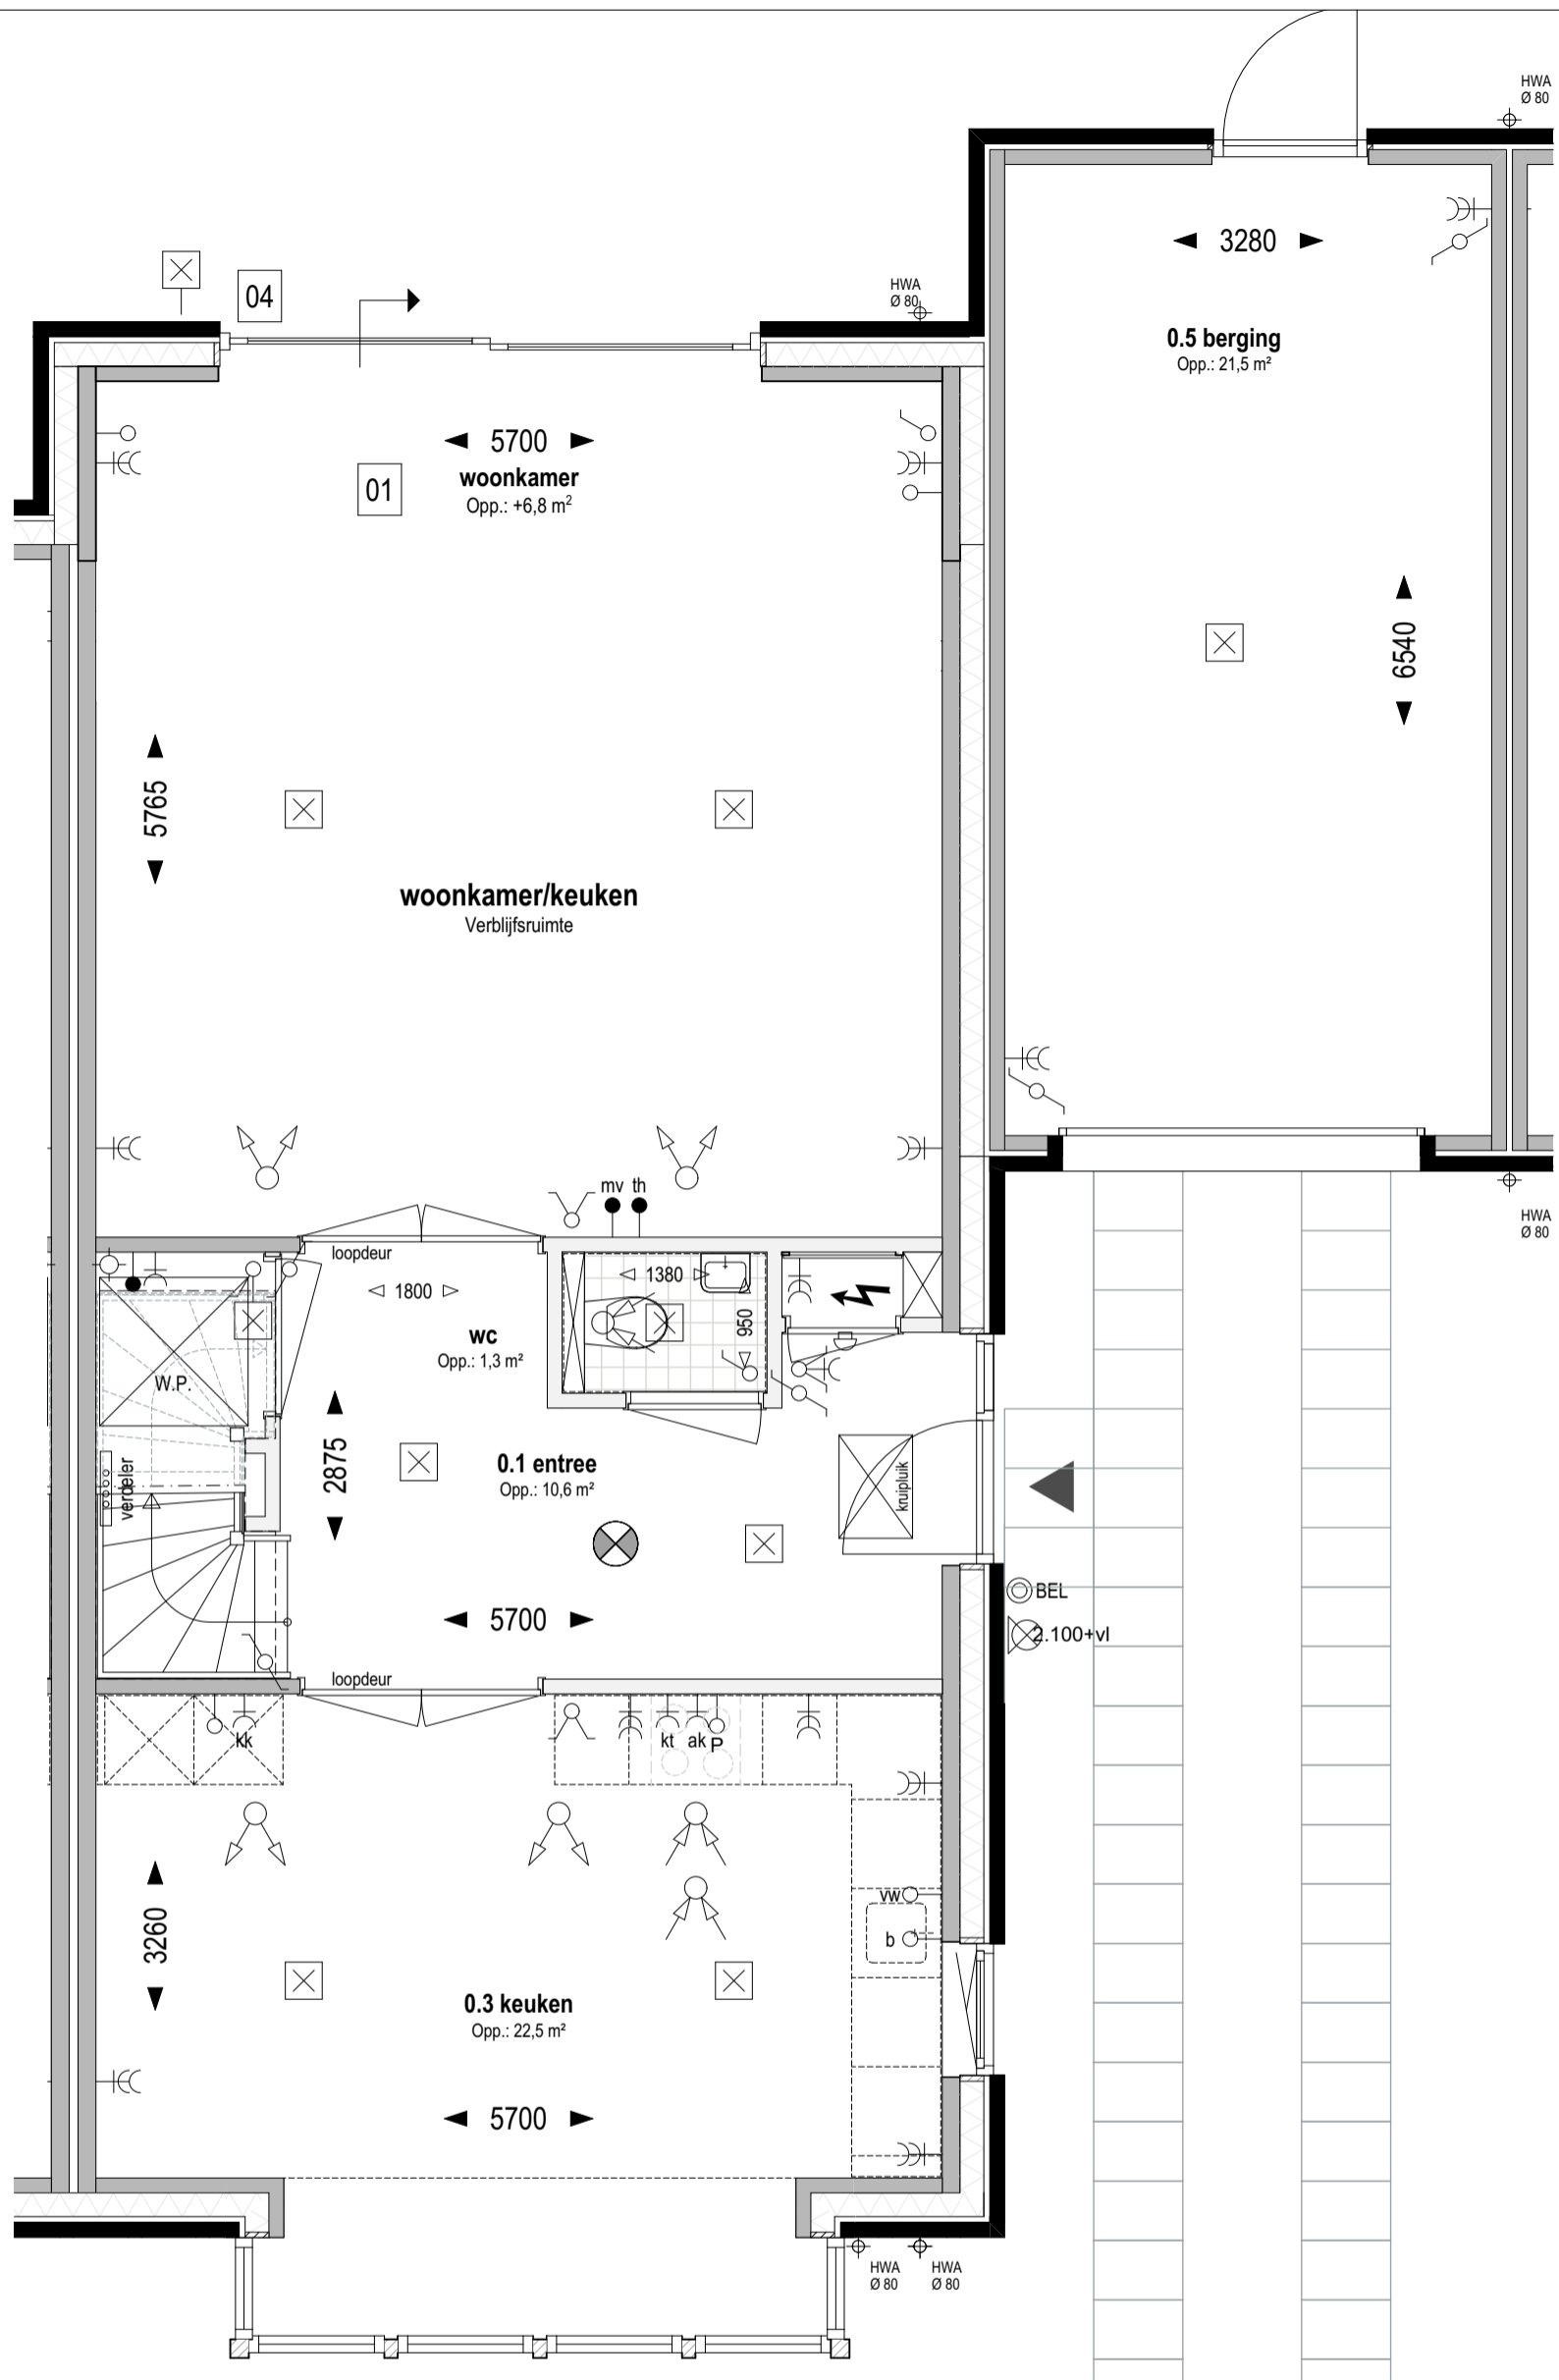 HWA
Ø 80
3280
04
HWA
Ø 80
0.5 berging
Opp.: 21,5 m²
5700
woonkamer
Opp.: +6,8 m²
01
6540
5765
woonkamer/keuken
Verblijfsruimte
mv th
HWA
Ø 80
loopdeur
1800
1380
950
wc
Opp.: 1,3 m²
W.P.
2875
0.1 entree
Opp.: 10,6 m²
verdeler
kruipluik
BEL
5700
2.100+vl
loopdeur
kk
kt ak P
vw
b
3260
0.3 keuken
Opp.: 22,5 m²
5700
HWA
Ø 80
HWA
Ø 80